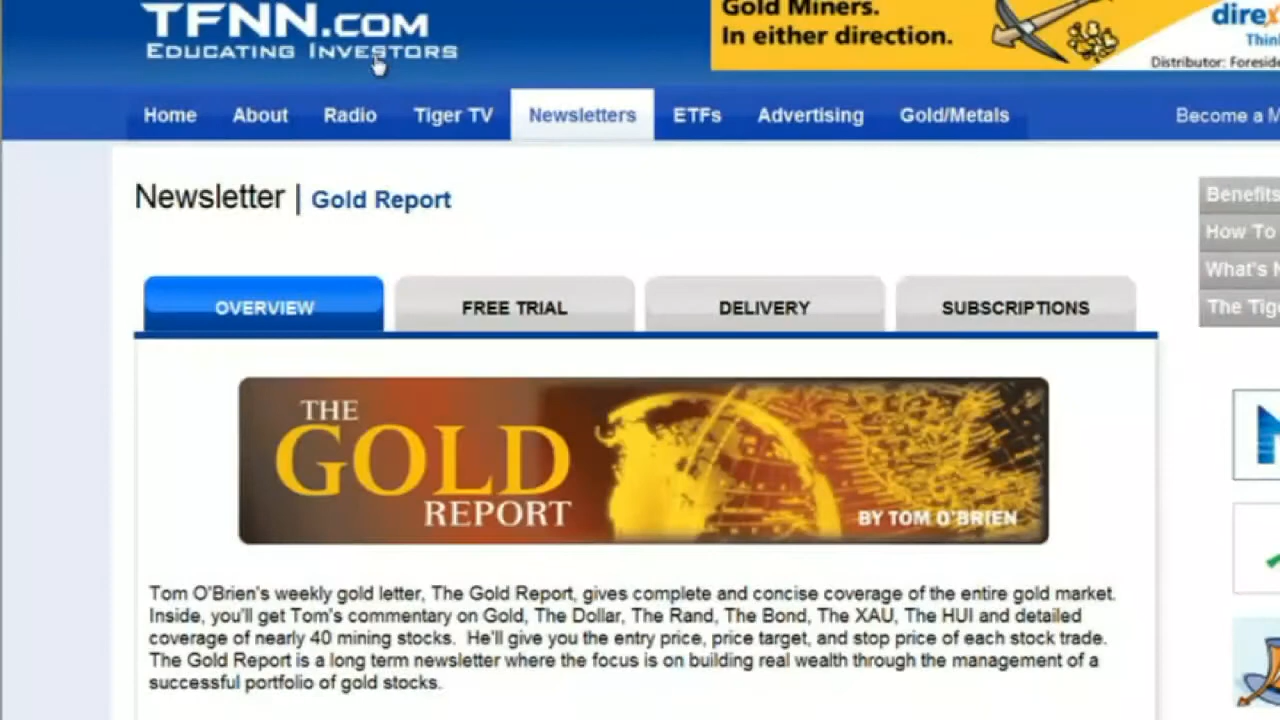 TFNN.COM
EDUCATING INVESTORS
Gold Miners.
In either direction.
Distributor:
Home About Radio Tiger TV Newsletters ETFs Advertising Gold/Metals Become a
Newsletter | Gold Report
Benefits
How To
What's
The
OVERVIEW FREE TRIAL DELIVERY SUBSCRIPTIONS
THE
GOLD
REPORT
BY TOM O'BRIEN
Tom O'Brien's weekly gold letter, The Gold Report, gives complete and concise coverage of the entire gold market.
Inside, you'll get Tom's commentary on Gold, The Dollar, The Rand, The Bond, The XAU, The HUI and detailed
coverage of nearly 40 mining stocks. He'll give you the entry price, price target, and stop price of each stock trade.
The Gold Report is a long term newsletter where the focus is on building real wealth through the management of a
successful portfolio of gold stocks.